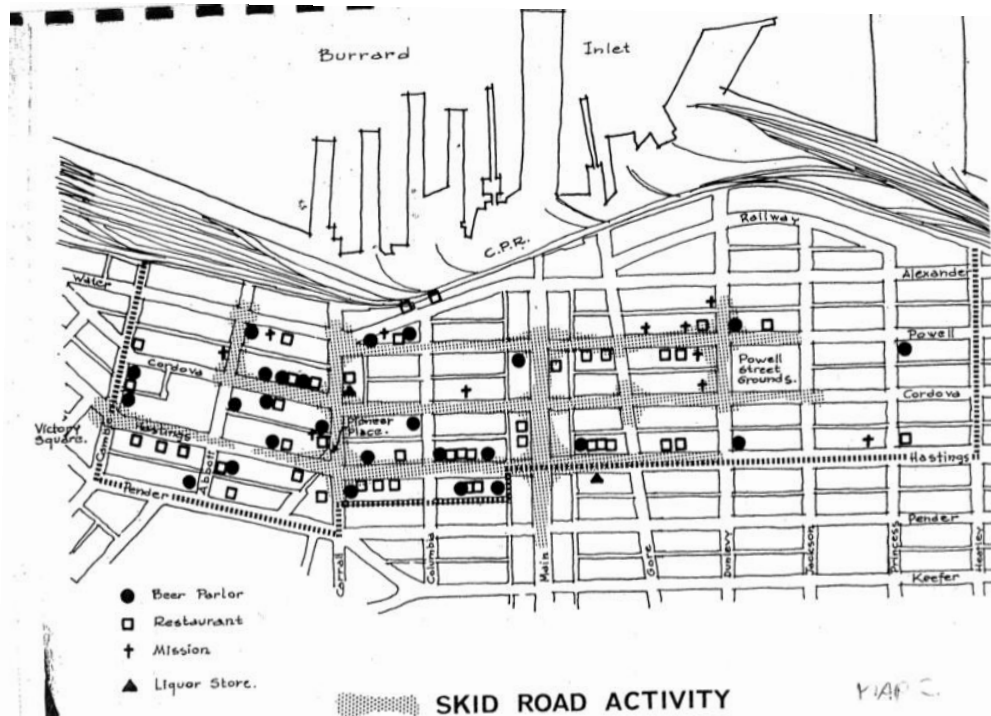 Burrard
Inlet
C.P.R.
Railway
Water
Alexander
Powell
Powell
Street
Grounds.
Cordova
Cordova
Pioneer
Place.
Victory
Square.
Hastings
Hastings
Cambie
Abbott
Pender
Pender
Carrall
Columbia
Main
Gore
Dunlevy
Jackson
Princess
Heatley
Keefer
Beer Parlor
Restaurant
Mission
Liquor Store.
SKID ROAD ACTIVITY
MAP